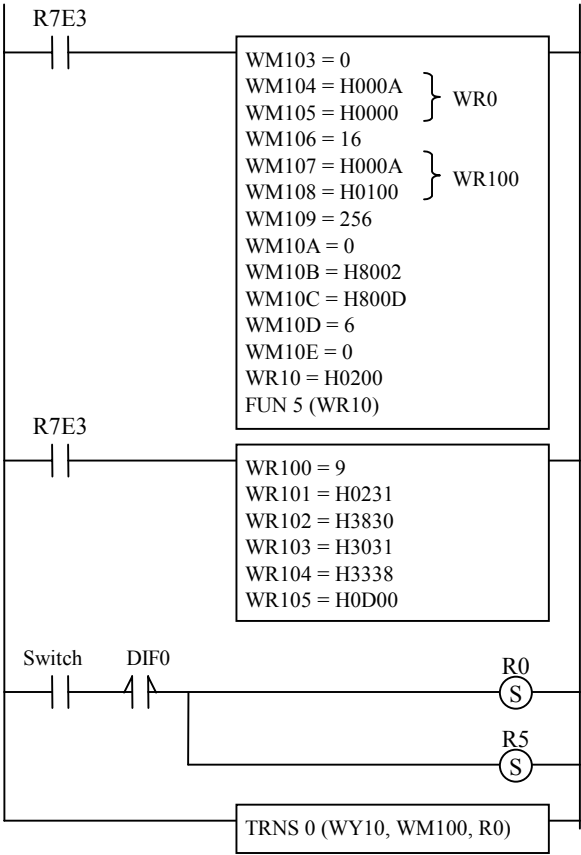 R7E3
WM103 = 0
WM104 = H000A
WM105 = H0000
WR0
WM106 = 16
WM107 = H000A
WM108 = H0100
WR100
WM109 = 256
WM10A = 0
WM10B = H8002
WM10C = H800D
WM10D = 6
WM10E = 0
WR10 = H0200
FUN 5 (WR10)
R7E3
WR100 = 9
WR101 = H0231
WR102 = H3830
WR103 = H3031
WR104 = H3338
WR105 = H0D00
Switch DIF0 R0
S
R5
S
TRNS 0 (WY10, WM100, R0)